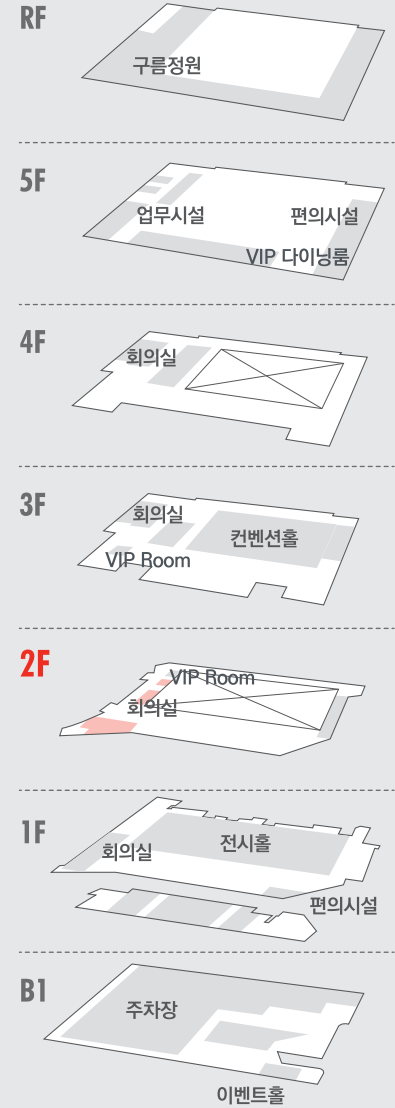 RF
구름정원
5F
업무시설
편의시설
VIP 다이닝룸
4F
회의실
3F
회의실
컨벤션홀
VIP Room
2F
VIP Room
회의실
1F
전시홀
회의실
편의시설
B1
주차장
이벤트홀